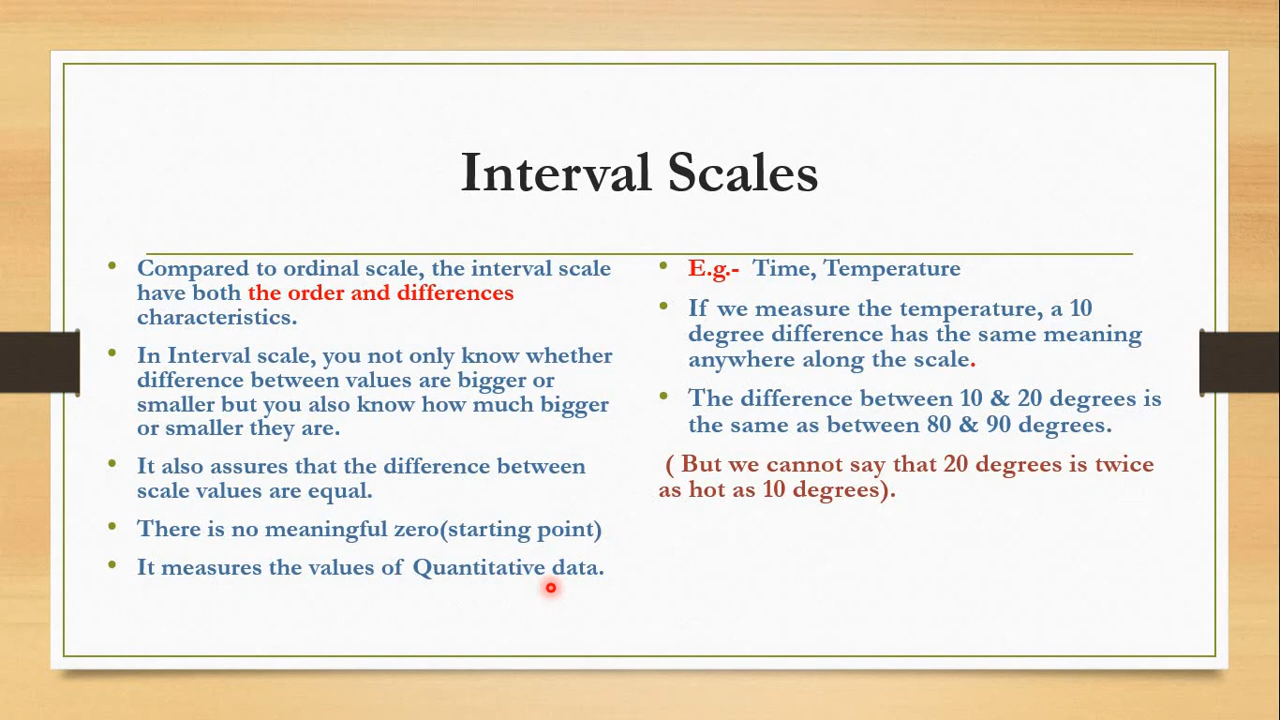 Interval Scales
Compared to ordinal scale, the interval scale
have both the order and differences
characteristics.
In Interval scale, you not only know whether
difference between values are bigger or
smaller but you also know how much bigger
or smaller they are.
It also assures that the difference between
scale values are equal.
There is no meaningful zero(starting point)
It measures the values of Quantitative data.
E.g.- Time, Temperature
If we measure the temperature, a 10
degree difference has the same meaning
anywhere along the scale.
The difference between 10 & 20 degrees is
the same as between 80 & 90 degrees.
( But we cannot say that 20 degrees is twice
as hot as 10 degrees).